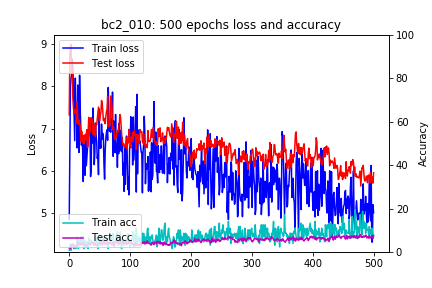 bc2_010: 500 epochs loss and accuracy
Train loss
Test loss
Train acc
Test acc
Loss
9
8
7
6
5
Accuracy
100
80
60
40
20
0
0
100
200
300
400
500